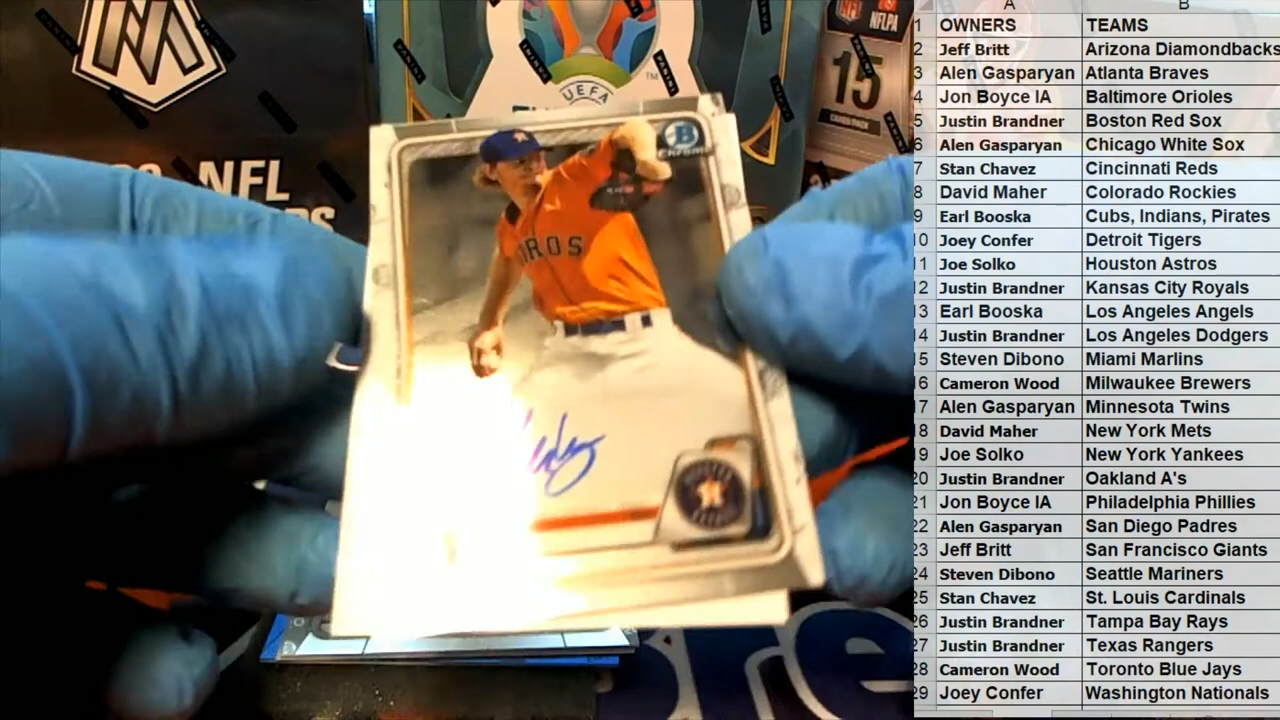 NFL
UEFA
TM
NFL
NFLPA
15
CARDS/PACK
PANINI
B
CHROME
TROS
A B
1 OWNERS TEAMS
2 Jeff Britt Arizona Diamondbacks
3 Alen Gasparyan Atlanta Braves
4 Jon Boyce IA Baltimore Orioles
5 Justin Brandner Boston Red Sox
6 Alen Gasparyan Chicago White Sox
7 Stan Chavez Cincinnati Reds
8 David Maher Colorado Rockies
9 Earl Booska Cubs, Indians, Pirates
10 Joey Confer Detroit Tigers
11 Joe Solko Houston Astros
12 Justin Brandner Kansas City Royals
13 Earl Booska Los Angeles Angels
14 Justin Brandner Los Angeles Dodgers
15 Steven Dibono Miami Marlins
16 Cameron Wood Milwaukee Brewers
17 Alen Gasparyan Minnesota Twins
18 David Maher New York Mets
19 Joe Solko New York Yankees
20 Justin Brandner Oakland A's
21 Jon Boyce IA Philadelphia Phillies
22 Alen Gasparyan San Diego Padres
23 Jeff Britt San Francisco Giants
24 Steven Dibono Seattle Mariners
25 Stan Chavez St. Louis Cardinals
26 Justin Brandner Tampa Bay Rays
27 Justin Brandner Texas Rangers
28 Cameron Wood Toronto Blue Jays
29 Joey Confer Washington Nationals